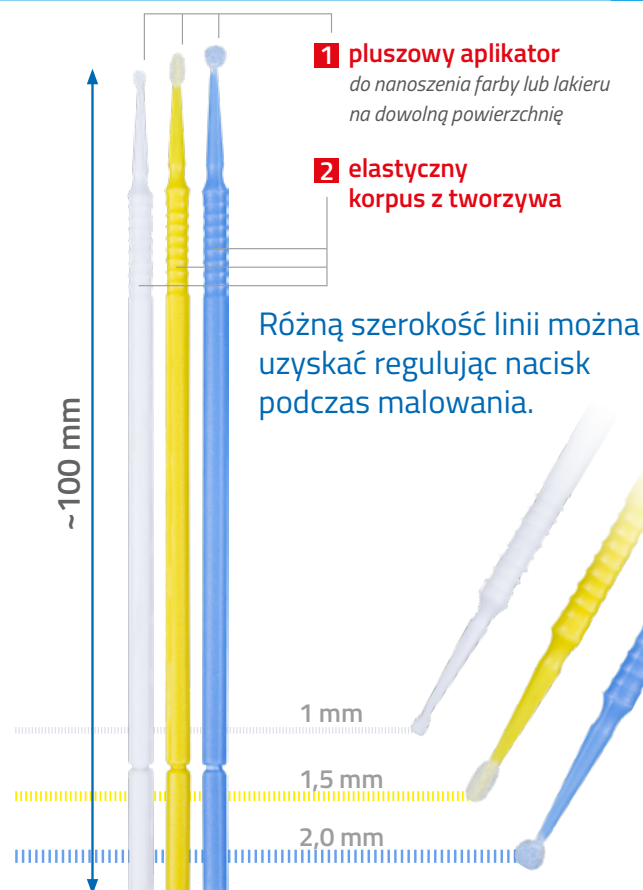 1 pluszowy aplikator
do nanoszenia farby lub lakieru
na dowolną powierzchnię
2 elastyczny
korpus z tworzywa
Różną szerokość linii można
uzyskać regulując nacisk
podczas malowania.
~100 mm
1 mm
1,5 mm
2,0 mm